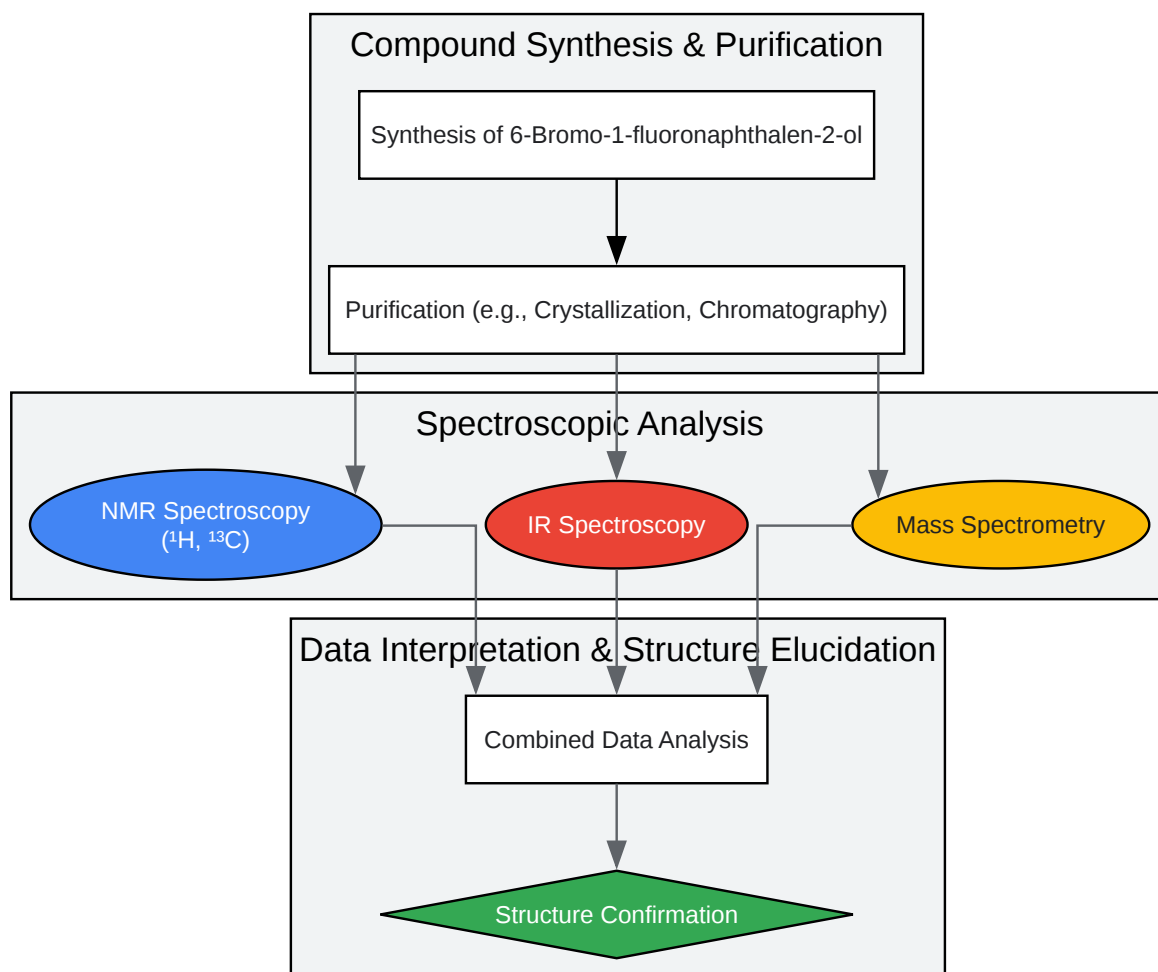 Compound Synthesis & Purification
Synthesis of 6-Bromo-1-fluoronaphthalen-2-ol
Purification (e.g., Crystallization, Chromatography)
Spectroscopic Analysis
NMR Spectroscopy
(¹H, ¹³C)
IR Spectroscopy
Mass Spectrometry
Data Interpretation & Structure Elucidation
Combined Data Analysis
Structure Confirmation